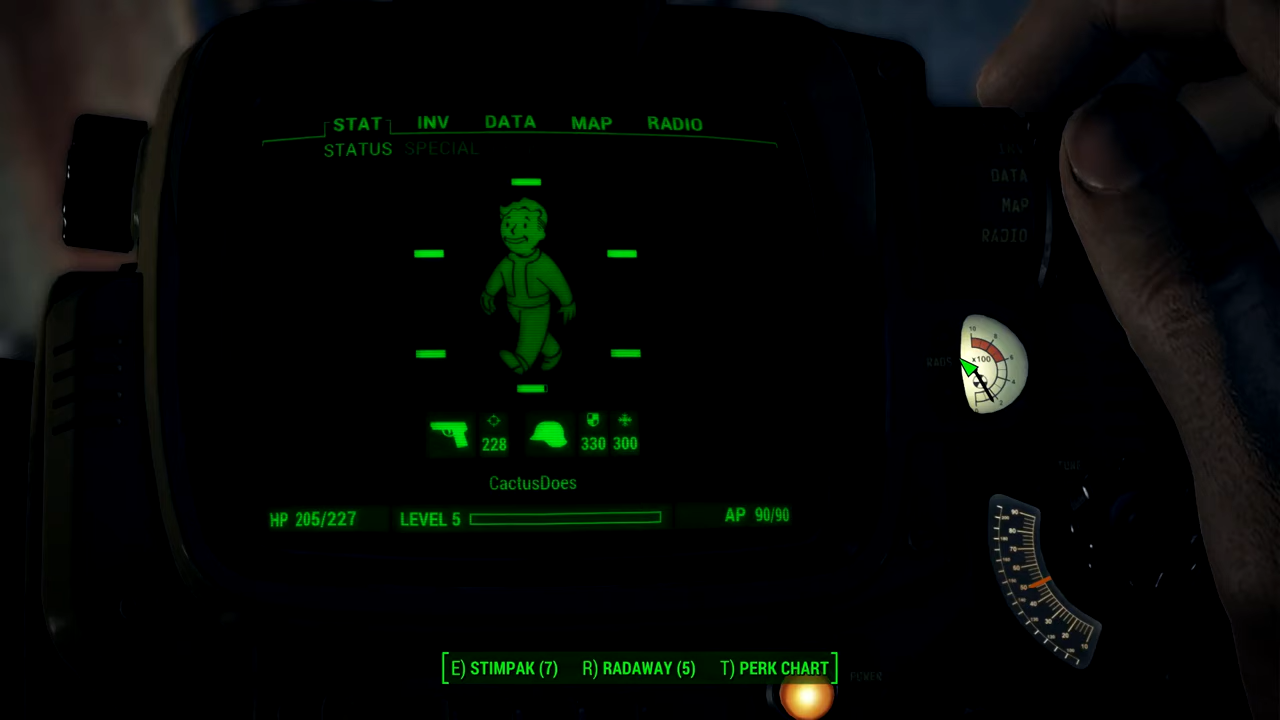 STAT INV DATA MAP RADIO
STATUS SPECIAL
DATA
MAP
RADIO
RADS
x100
228 330 300
CactusDoes
HP 205/227 LEVEL 5 AP 90/90
E) STIMPAK (7) R) RADAWAY (5) T) PERK CHART